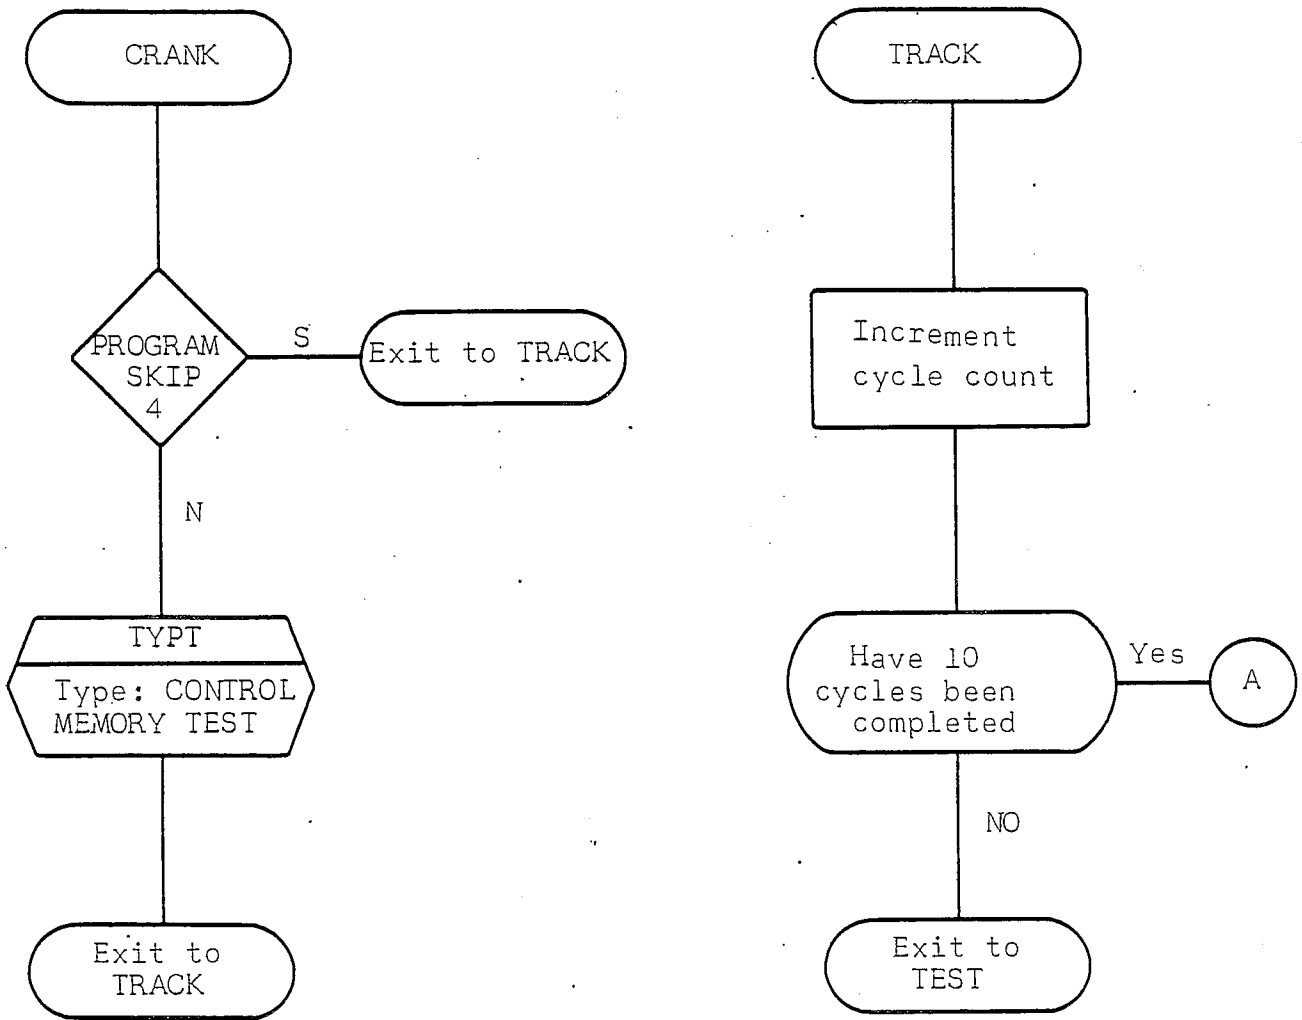 CRANK
PROGRAM
SKIP
4
S
Exit to TRACK
N
TYPT
Type: CONTROL
MEMORY TEST
Exit to
TRACK
TRACK
Increment
cycle count
Have 10
cycles been
completed
Yes
A
NO
Exit to
TEST